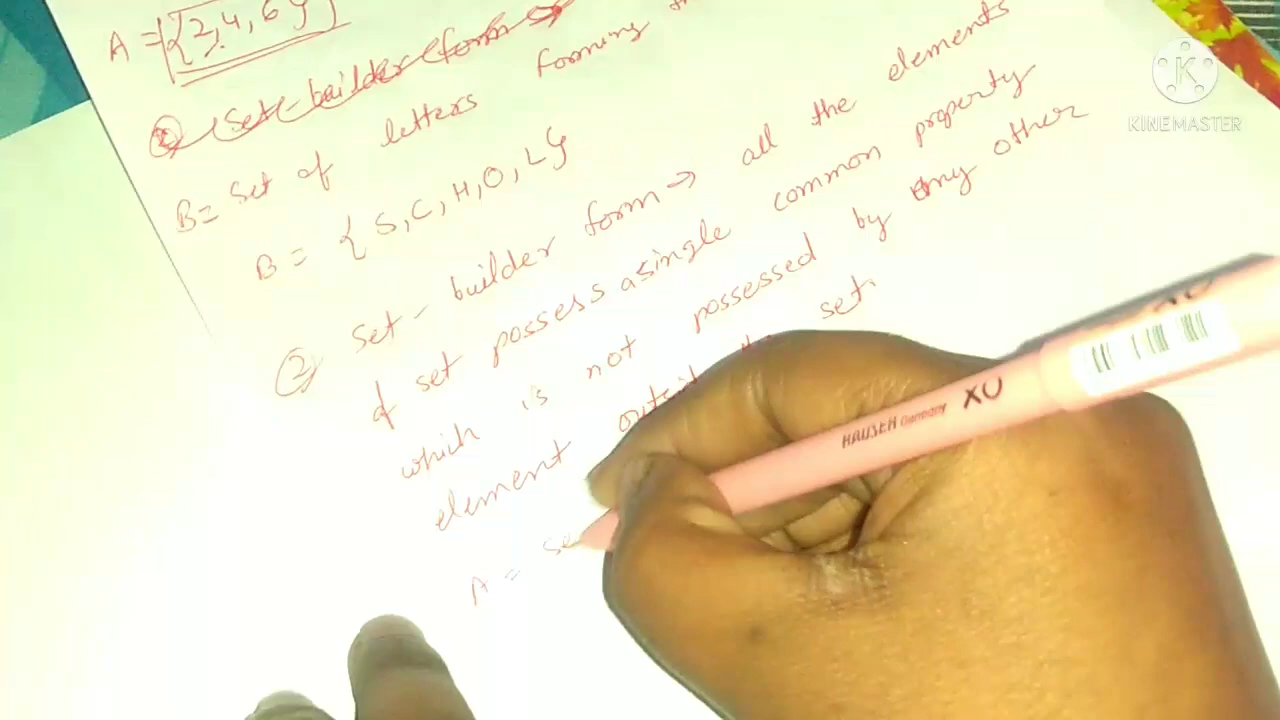 A = {2,4,6}
② Set-builder form →
B = Set of letters forming
B = { S, C, H, O, L }
② Set-builder form → all the elements
of set possess a single common property
which is not possessed by any other
element set.
A = se
HAUSER Germany XO
KINEMASTER